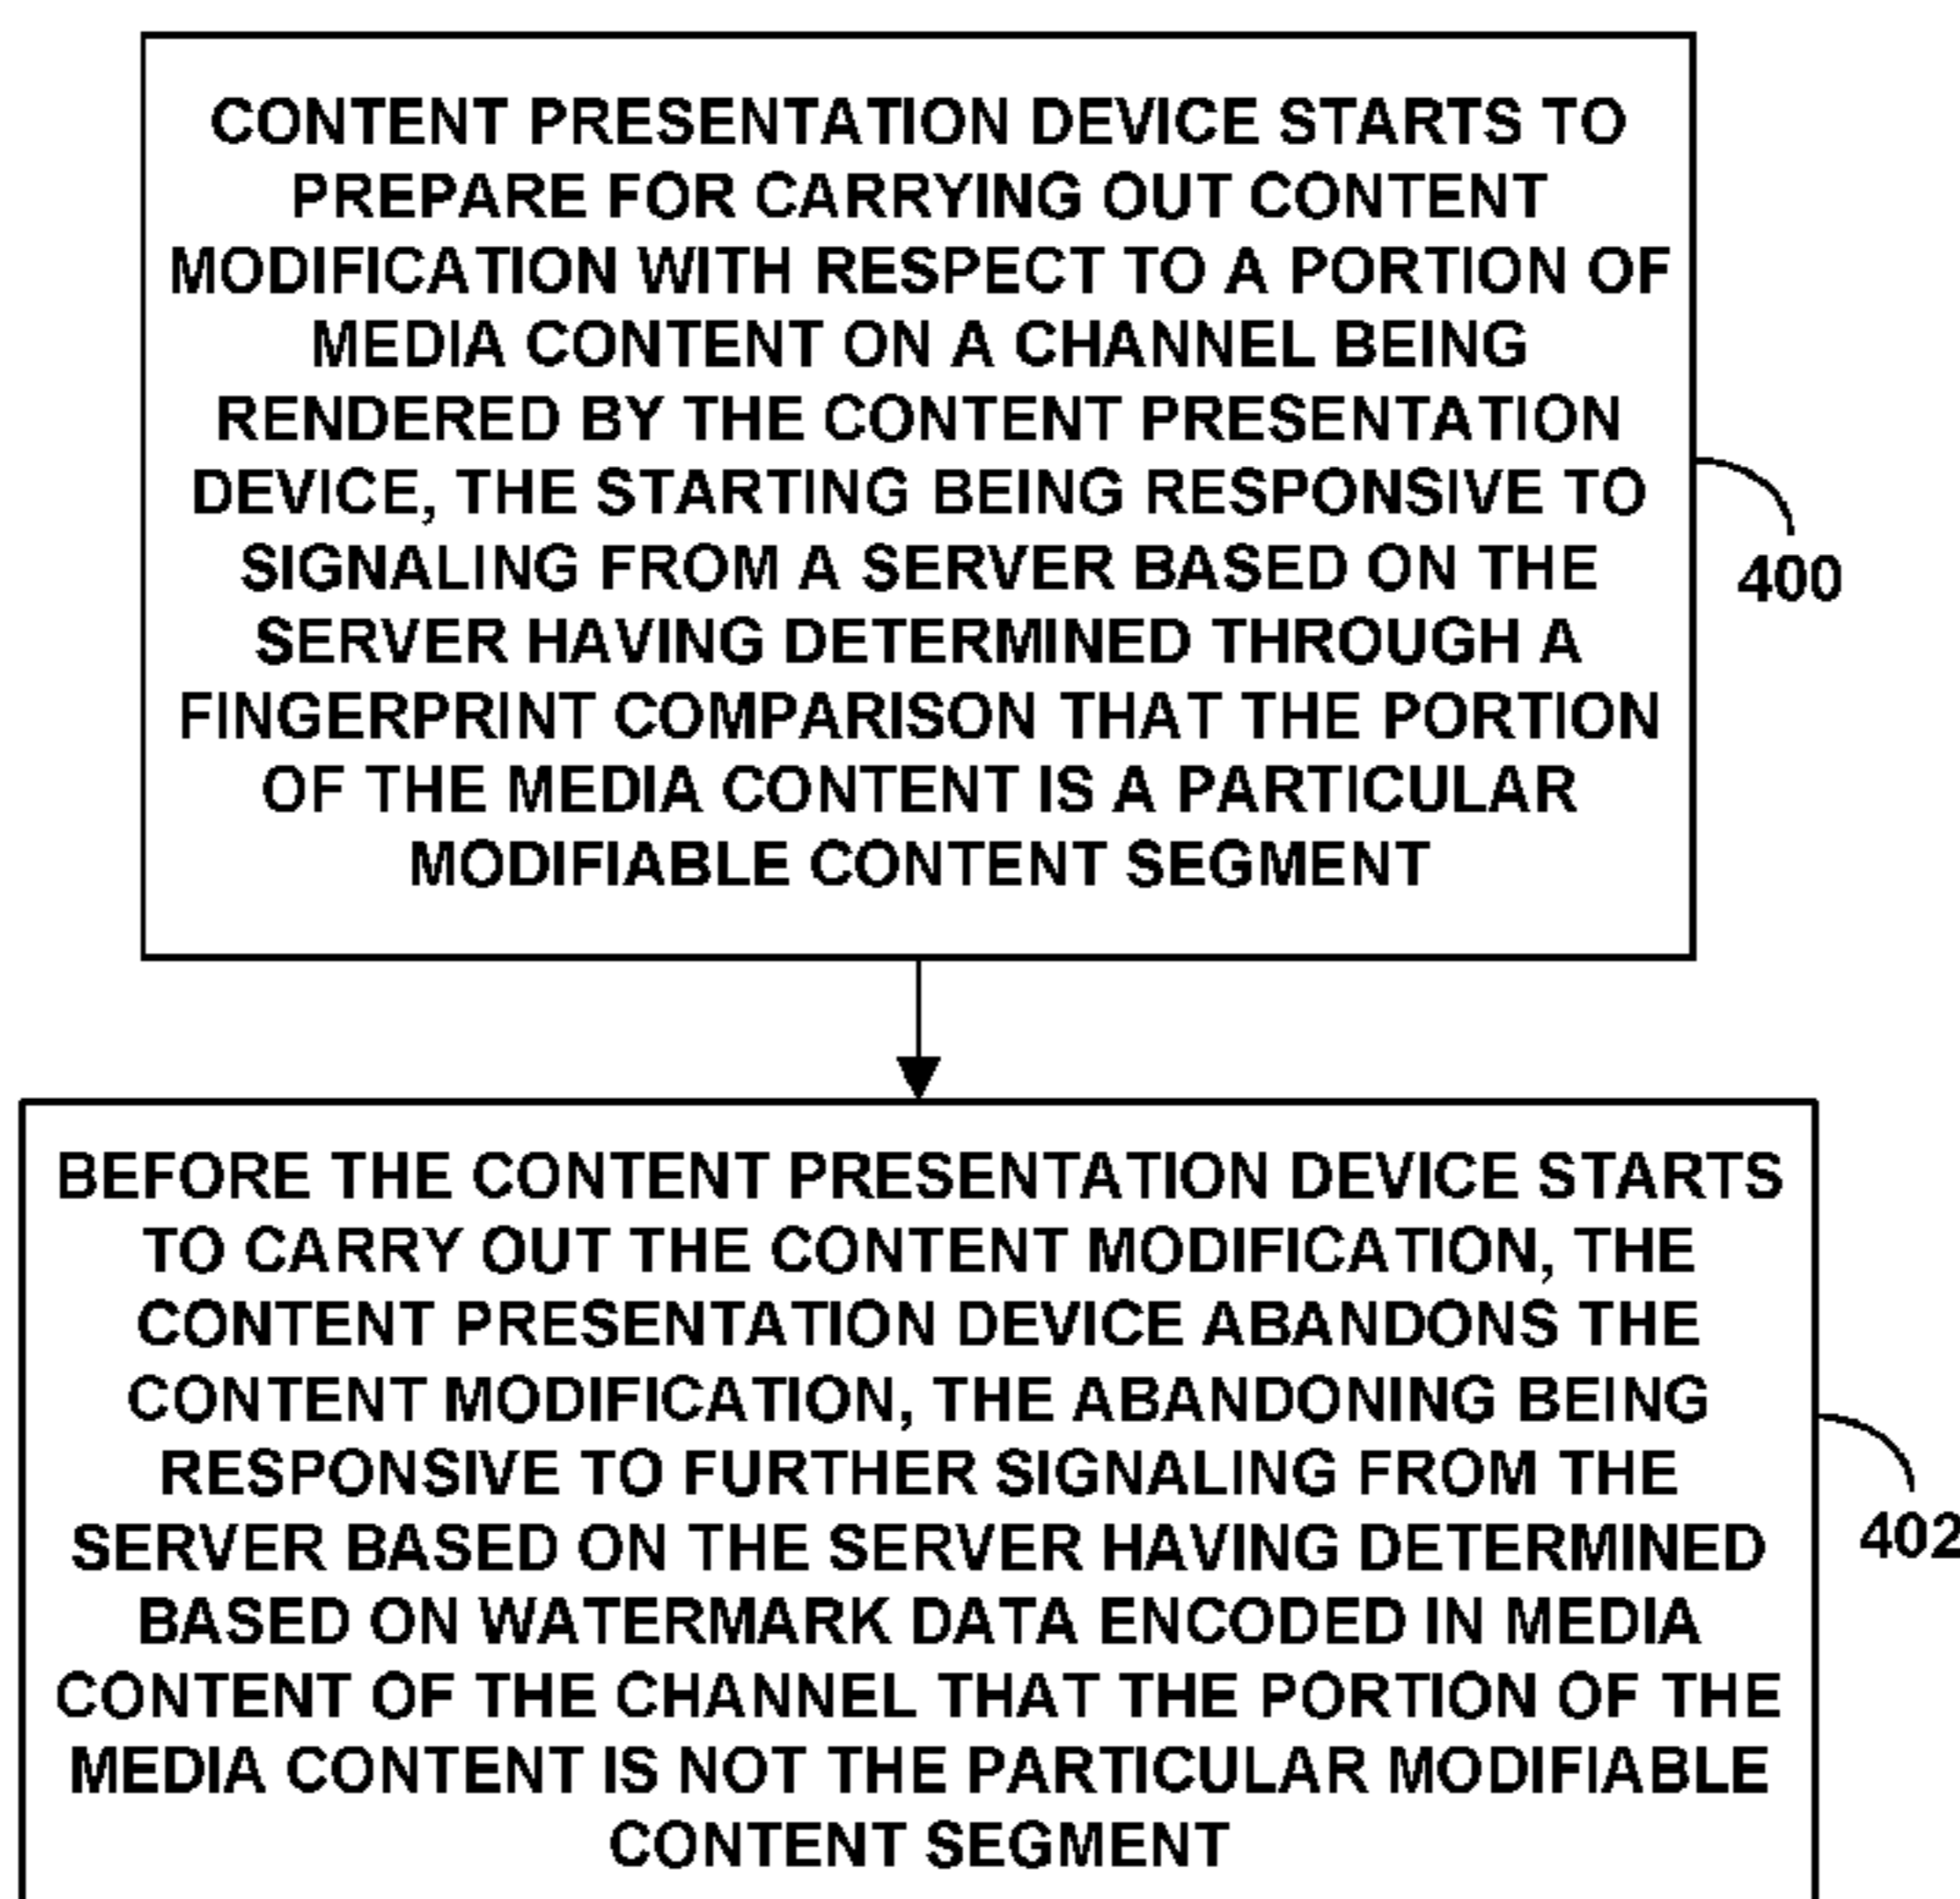 CONTENT PRESENTATION DEVICE STARTS TO
PREPARE FOR CARRYING OUT CONTENT
MODIFICATION WITH RESPECT TO A PORTION OF
MEDIA CONTENT ON A CHANNEL BEING
RENDERED BY THE CONTENT PRESENTATION
DEVICE, THE STARTING BEING RESPONSIVE TO
SIGNALING FROM A SERVER BASED ON THE
SERVER HAVING DETERMINED THROUGH A
FINGERPRINT COMPARISON THAT THE PORTION
OF THE MEDIA CONTENT IS A PARTICULAR
MODIFIABLE CONTENT SEGMENT
400
BEFORE THE CONTENT PRESENTATION DEVICE STARTS
TO CARRY OUT THE CONTENT MODIFICATION, THE
CONTENT PRESENTATION DEVICE ABANDONS THE
CONTENT MODIFICATION, THE ABANDONING BEING
RESPONSIVE TO FURTHER SIGNALING FROM THE
SERVER BASED ON THE SERVER HAVING DETERMINED
BASED ON WATERMARK DATA ENCODED IN MEDIA
CONTENT OF THE CHANNEL THAT THE PORTION OF THE
MEDIA CONTENT IS NOT THE PARTICULAR MODIFIABLE
CONTENT SEGMENT
402